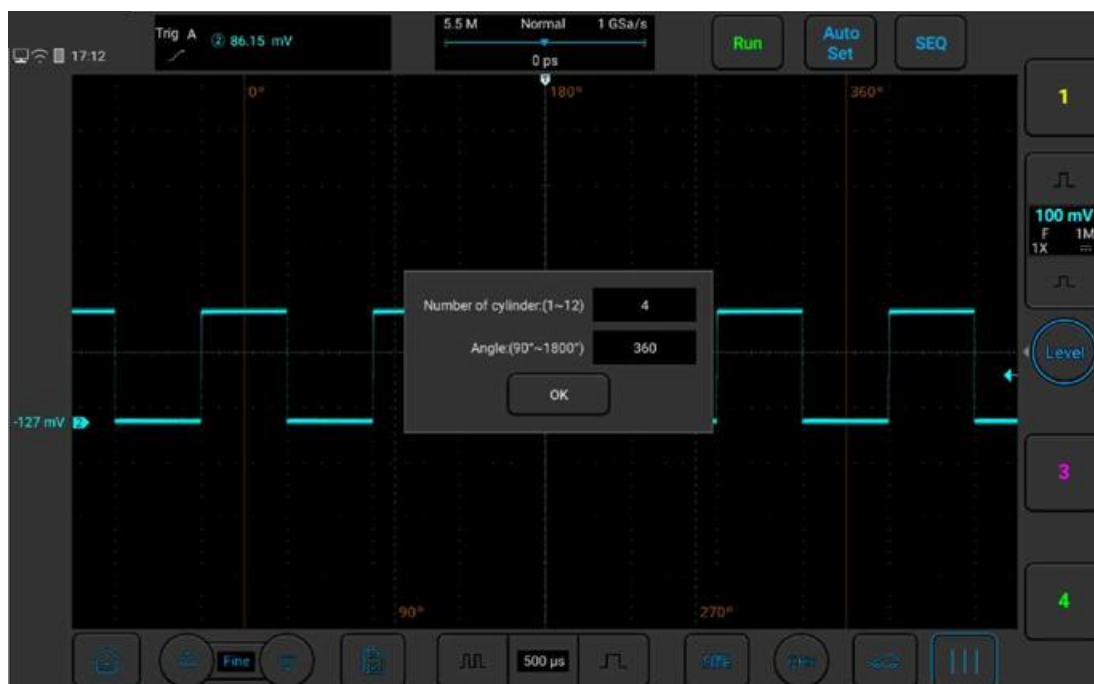 Trig A
② 86.15 mV
5.5 M Normal 1 GSa/s
0 ps
Run
Auto
Set
SEQ
17:12
0°
180°
360°
1
100 mV
F 1M
1X
Number of cylinder:(1~12) 4
Angle:(90°~1800°) 360
OK
Level
-127 mV 2
3
90°
270°
4
Fine
500 µs